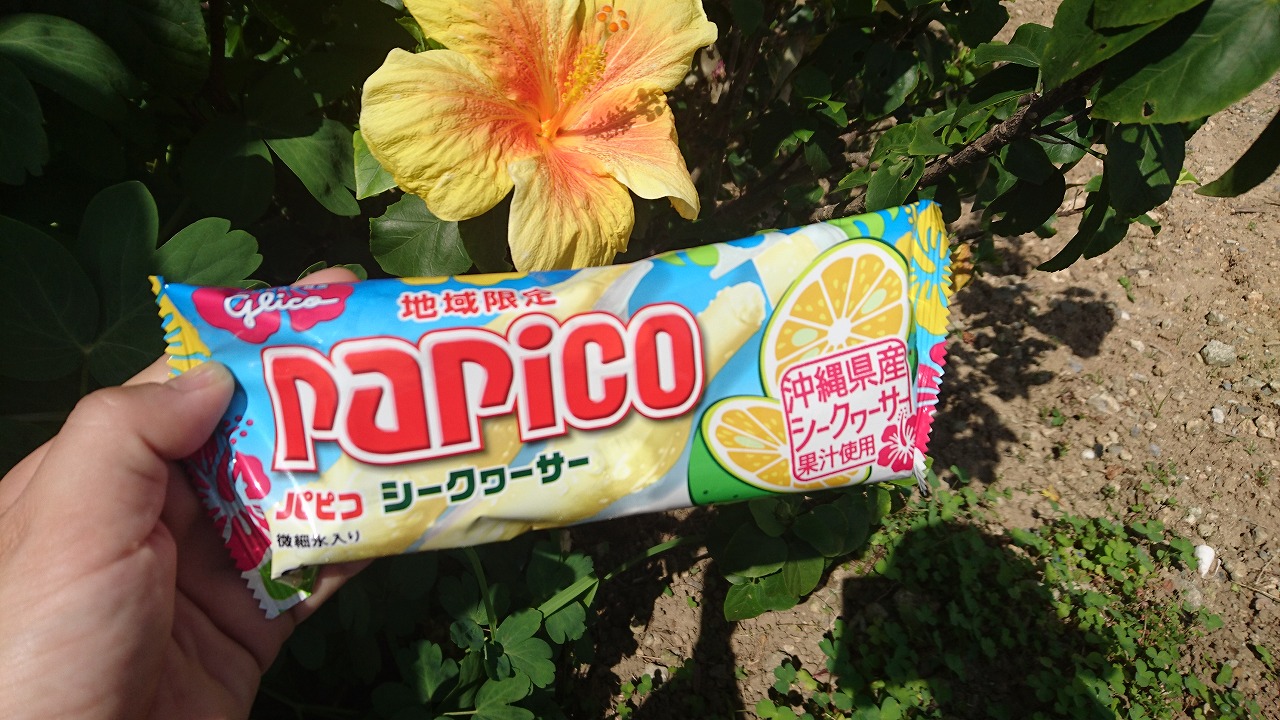 Glico
地域限定
Papico
パピコ シークヮーサー
微細氷入り
沖縄県産
シークヮーサー
果汁使用